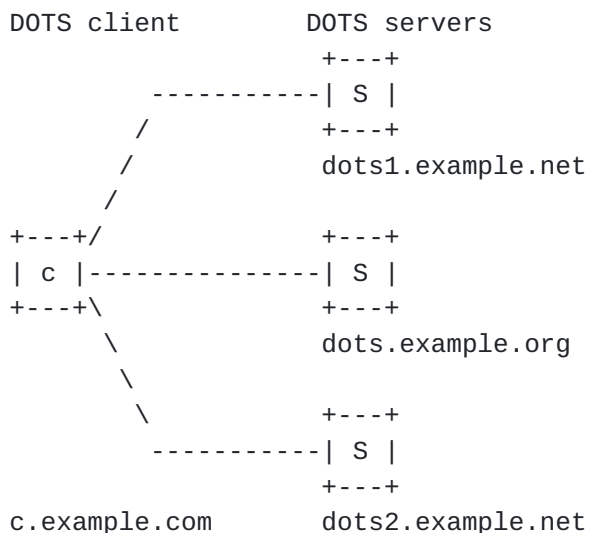 DOTS client DOTS servers
+---+
-----------| S |
/ +---+
/ dots1.example.net
/
+---+/ +---+
| c |---------------| S |
+---+\ +---+
\ dots.example.org
\
\ +---+
-----------| S |
+---+
c.example.com dots2.example.net